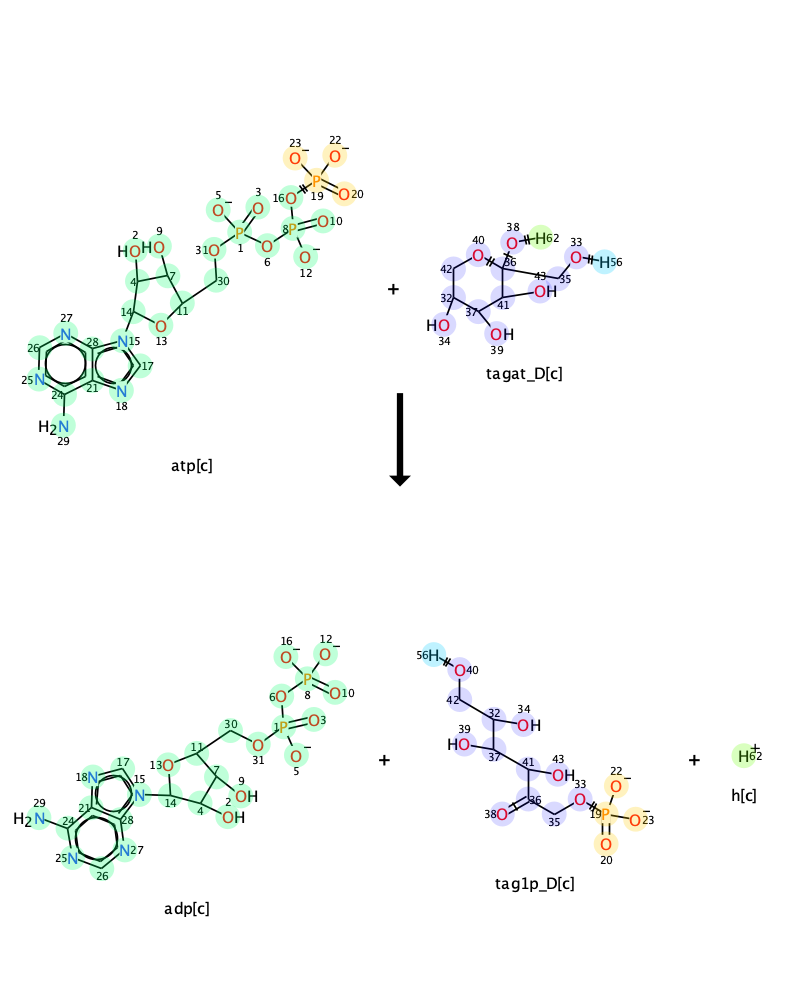 23 O− 22 O−
16 O P 19 O 20
5 O− 3 O 8 P O 10
2 OH 9 HO 31 O P 1 O 6 O− 12
4 7 30
14 11
O 13
27 N 28 N 15
26 17
25 N 21 N 18
24
H2N 29
atp[c]
+
38 O H 62
40 O 36 33 O H 56
42 43 OH 35
32 41
HO 34 37 OH 39
tagat_D[c]
16 O− 12 O−
6 O P 8 O 10
30 1 P O 3
11 O 31 O− 5
13 O 7 9 OH
17 15 N 14 4 2 OH
18 N 21 28
29 H2N 24 N 27
25 N 26
adp[c]
+
56 H O 40
42 34 OH
39 HO 32
37 41 43 OH
36 33 O 22 O−
38 O 35 19 P O− 23
O 20
tag1p_D[c]
+
H+ 62
h[c]